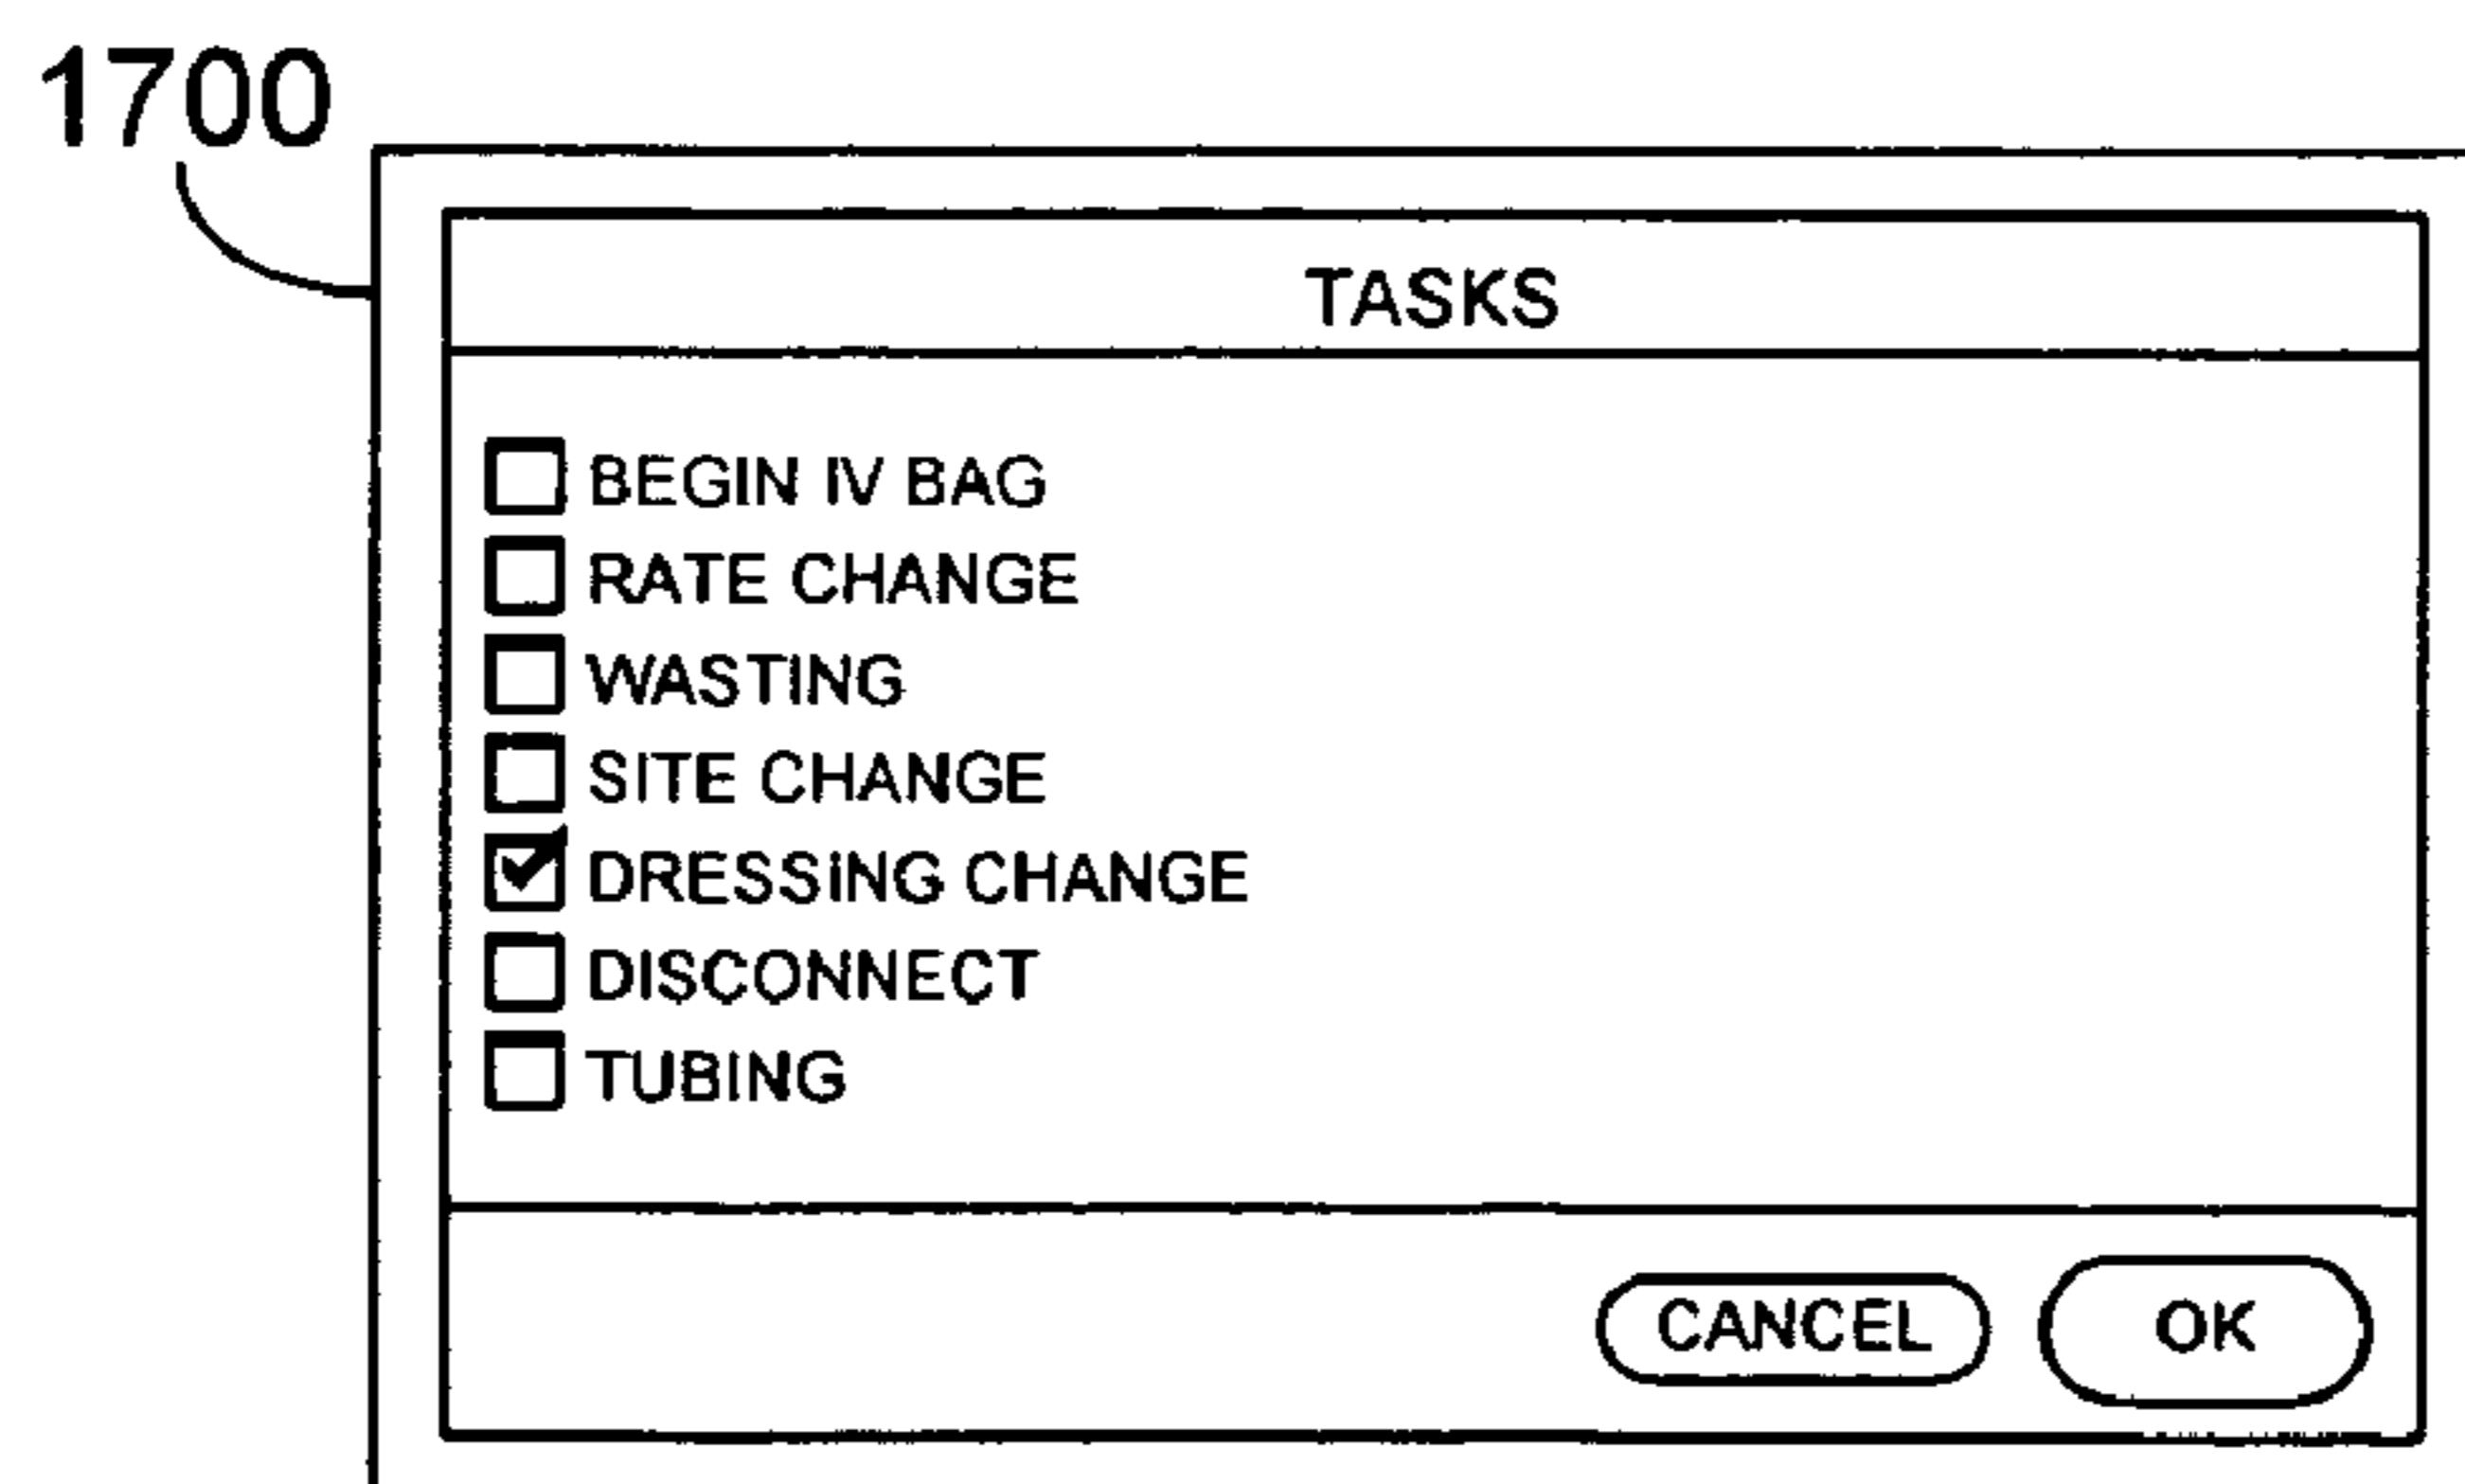 1700
TASKS
BEGIN IV BAG
RATE CHANGE
WASTING
SITE CHANGE
DRESSING CHANGE
DISCONNECT
TUBING
CANCEL OK